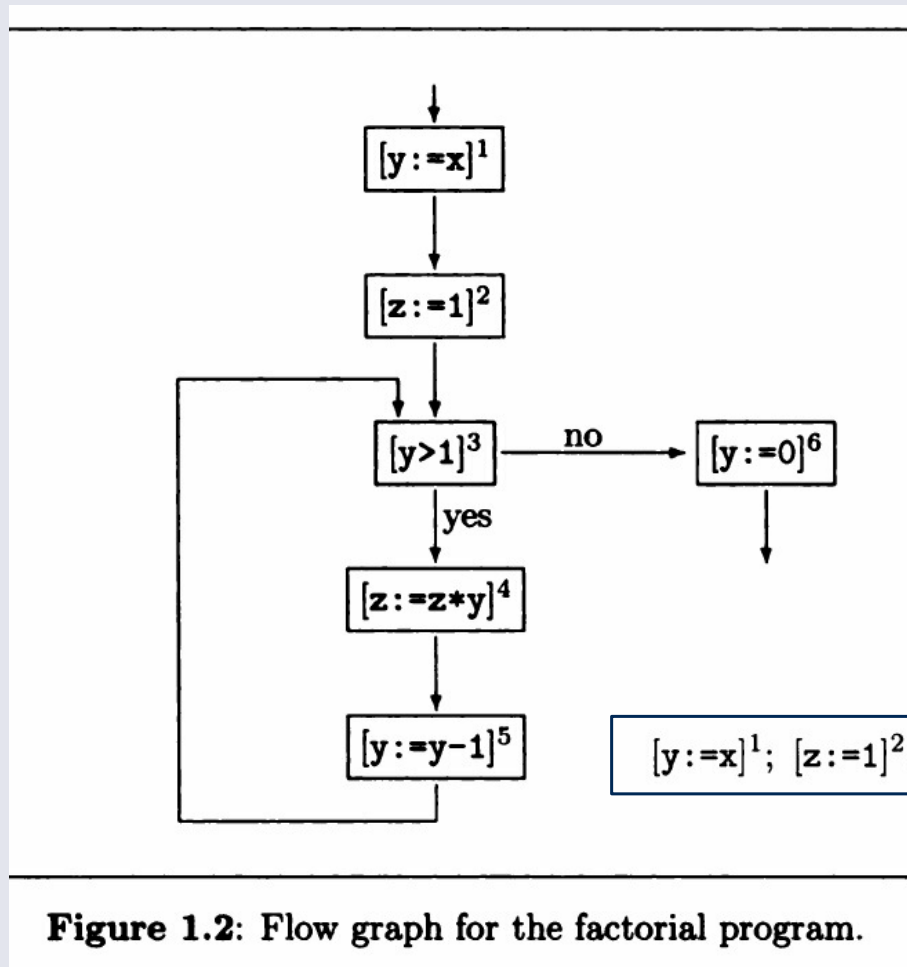 [y:=x]¹
[z:=1]²
[y>1]³
no
[y:=0]⁶
yes
[z:=z*y]⁴
[y:=y-1]⁵
[y:=x]¹; [z:=1]²
Figure 1.2: Flow graph for the factorial program.